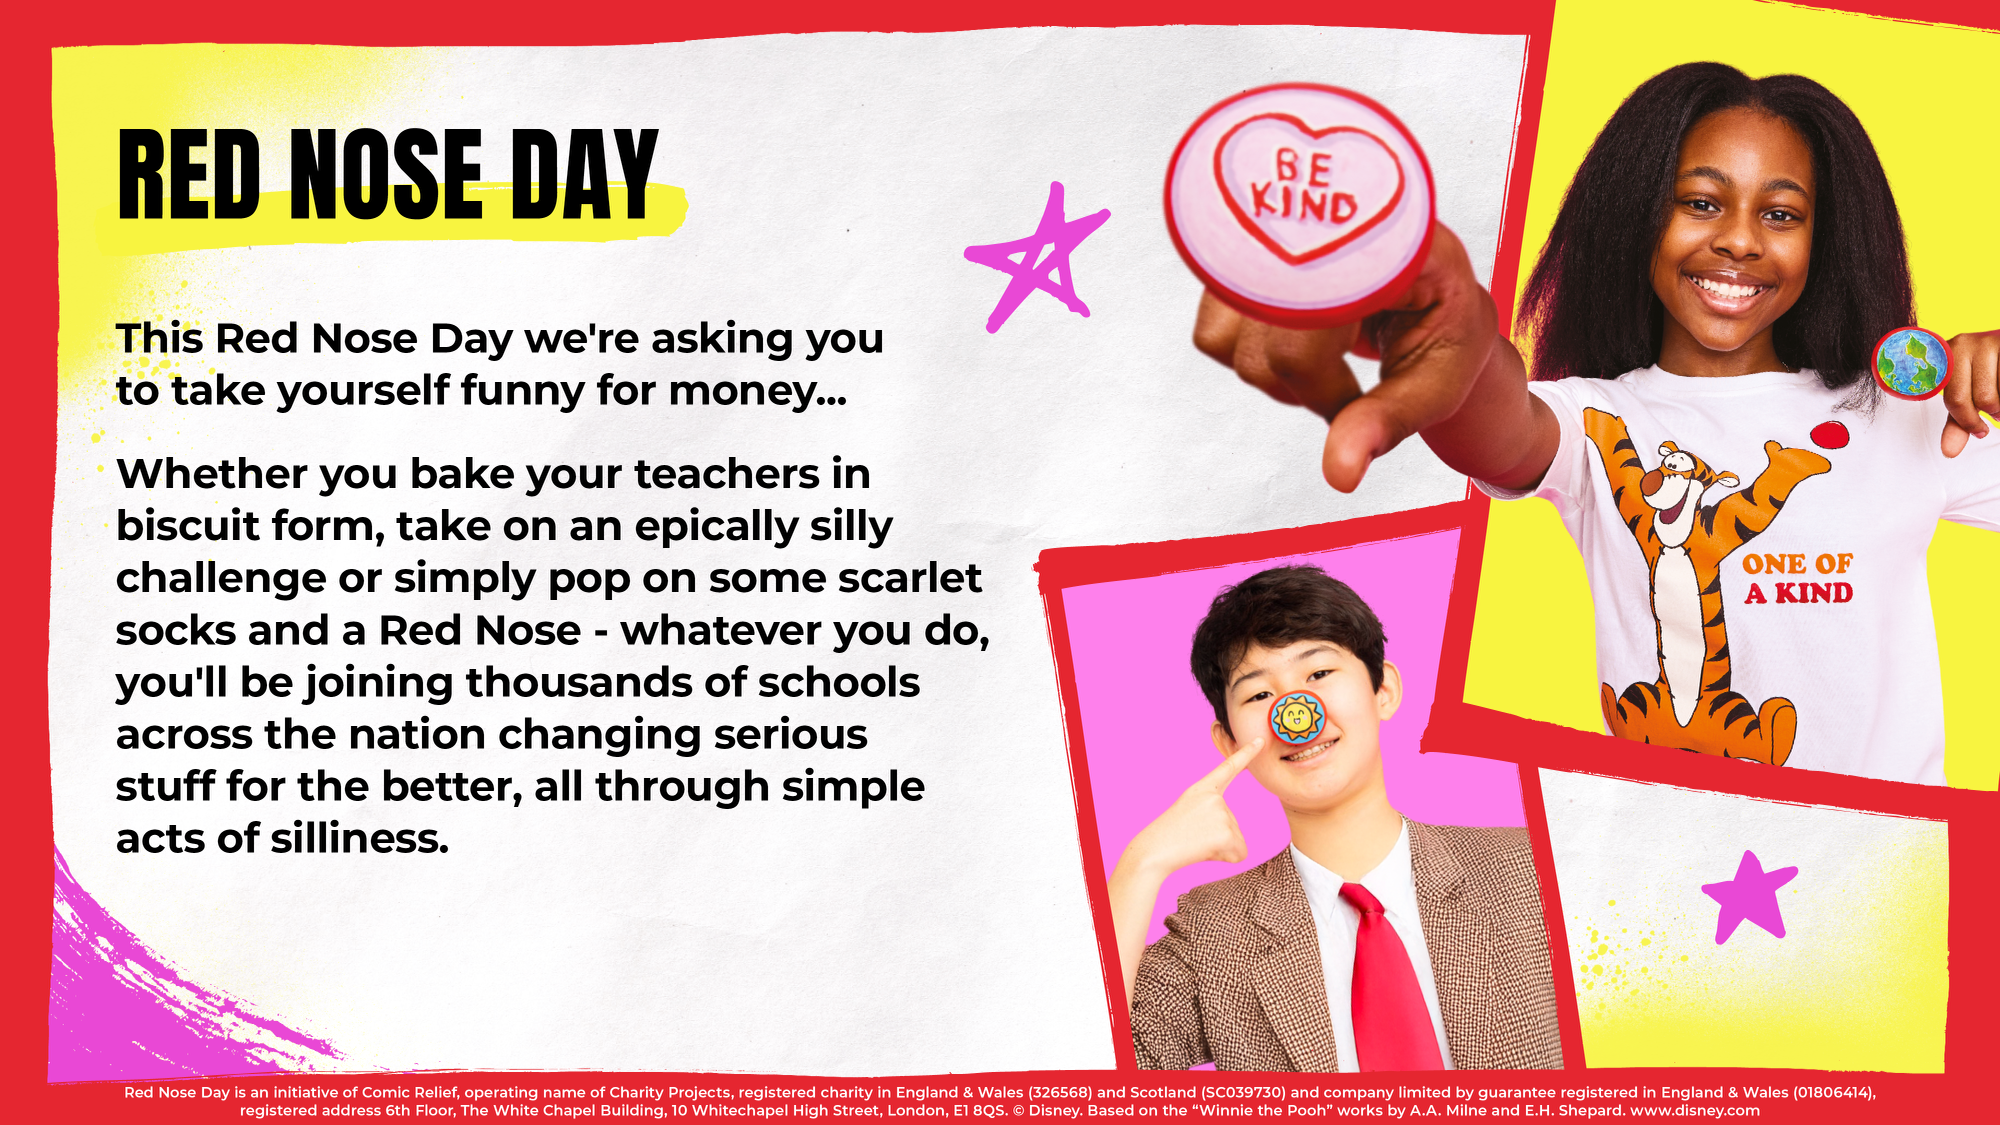 RED NOSE DAY
This Red Nose Day we're asking you
to take yourself funny for money...
Whether you bake your teachers in
biscuit form, take on an epically silly
challenge or simply pop on some scarlet
socks and a Red Nose - whatever you do,
you'll be joining thousands of schools
across the nation changing serious
stuff for the better, all through simple
acts of silliness.
BE
KIND
ONE OF
A KIND
Red Nose Day is an initiative of Comic Relief, operating name of Charity Projects, registered charity in England & Wales (326568) and Scotland (SC039730) and company limited by guarantee registered in England & Wales (01806414),
registered address 6th Floor, The White Chapel Building, 10 Whitechapel High Street, London, E1 8QS. © Disney. Based on the “Winnie the Pooh” works by A.A. Milne and E.H. Shepard. www.disney.com